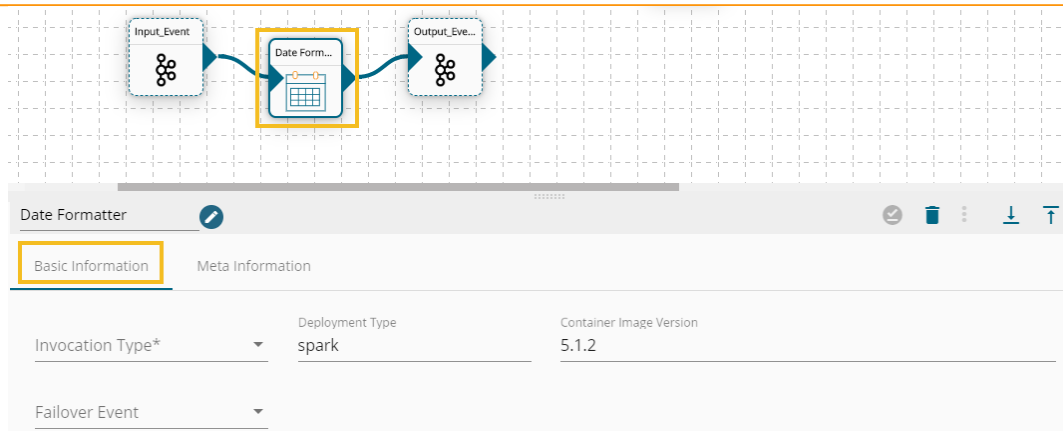 Input_Event
Date Form...
Output_Eve...
Date Formatter
Basic Information
Meta Information
Invocation Type*
Deployment Type
spark
Container Image Version
5.1.2
Failover Event